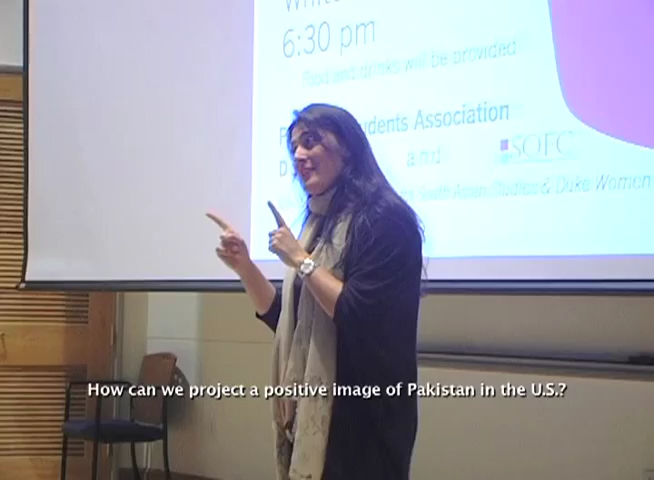 White
6:30 pm
Food and drinks will be provided
Students Association
and
SOFC
South Asian Studies & Duke Women
How can we project a positive image of Pakistan in the U.S.?